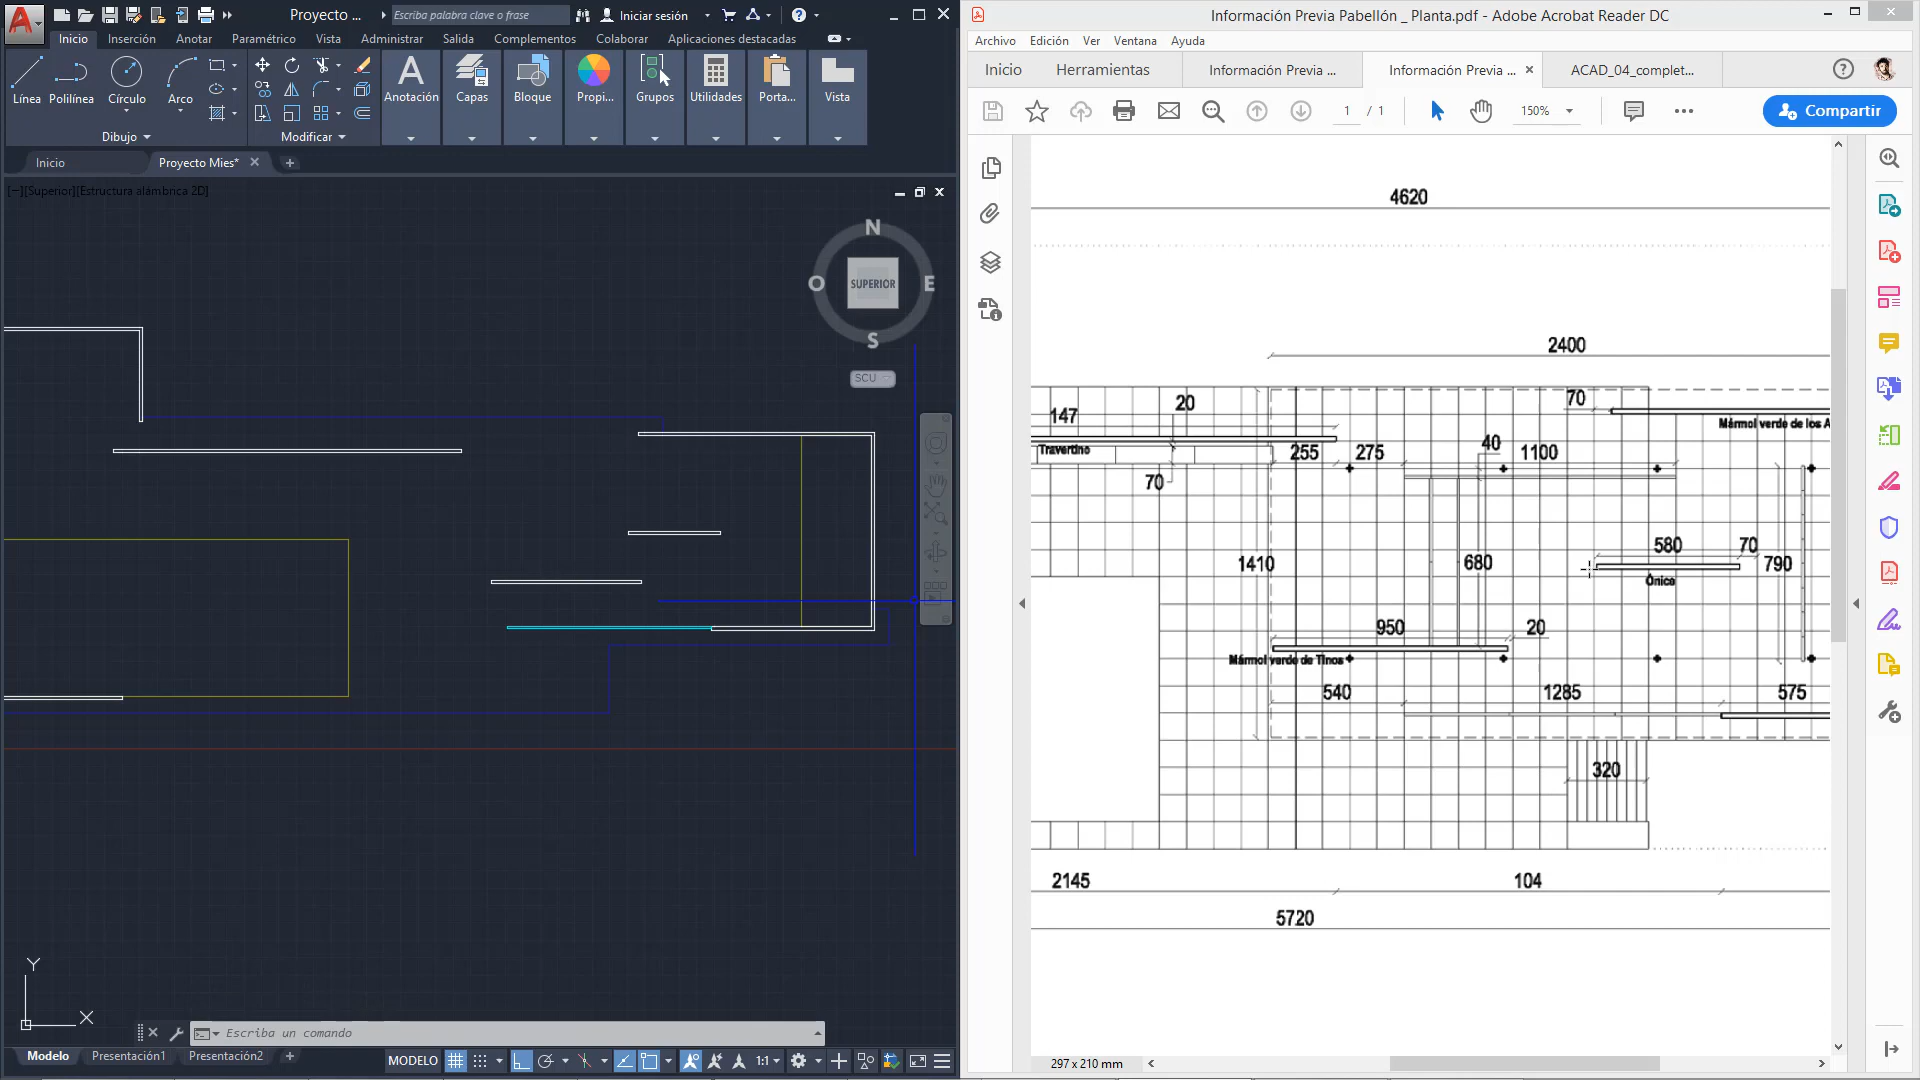 Proyecto ...
Escriba palabra clave o frase
Iniciar sesión
Inicio
Inserción
Anotar
Paramétrico
Vista
Administrar
Salida
Complementos
Colaborar
Aplicaciones destacadas
Línea
Polilínea
Círculo
Arco
Anotación
Capas
Bloque
Propi...
Grupos
Utilidades
Porta...
Vista
Dibujo
Modificar
Inicio
Proyecto Mies*
[−][Superior][Estructura alámbrica 2D]
N
O
SUPERIOR
E
S
SCU
Y
X
Escriba un comando
Modelo
Presentación1
Presentación2
MODELO
1:1
Información Previa Pabellón _ Planta.pdf - Adobe Acrobat Reader DC
Archivo
Edición
Ver
Ventana
Ayuda
Inicio
Herramientas
Información Previa ...
Información Previa ...
ACAD_04_complet...
1 / 1
150%
Compartir
4620
2400
147
20
70
Mármol verde de los A
Travertino
255
275
40
1100
70
1410
680
580
70
790
Ónice
950
20
Mármol verde de Tinos
540
1285
575
320
2145
104
5720
297 x 210 mm